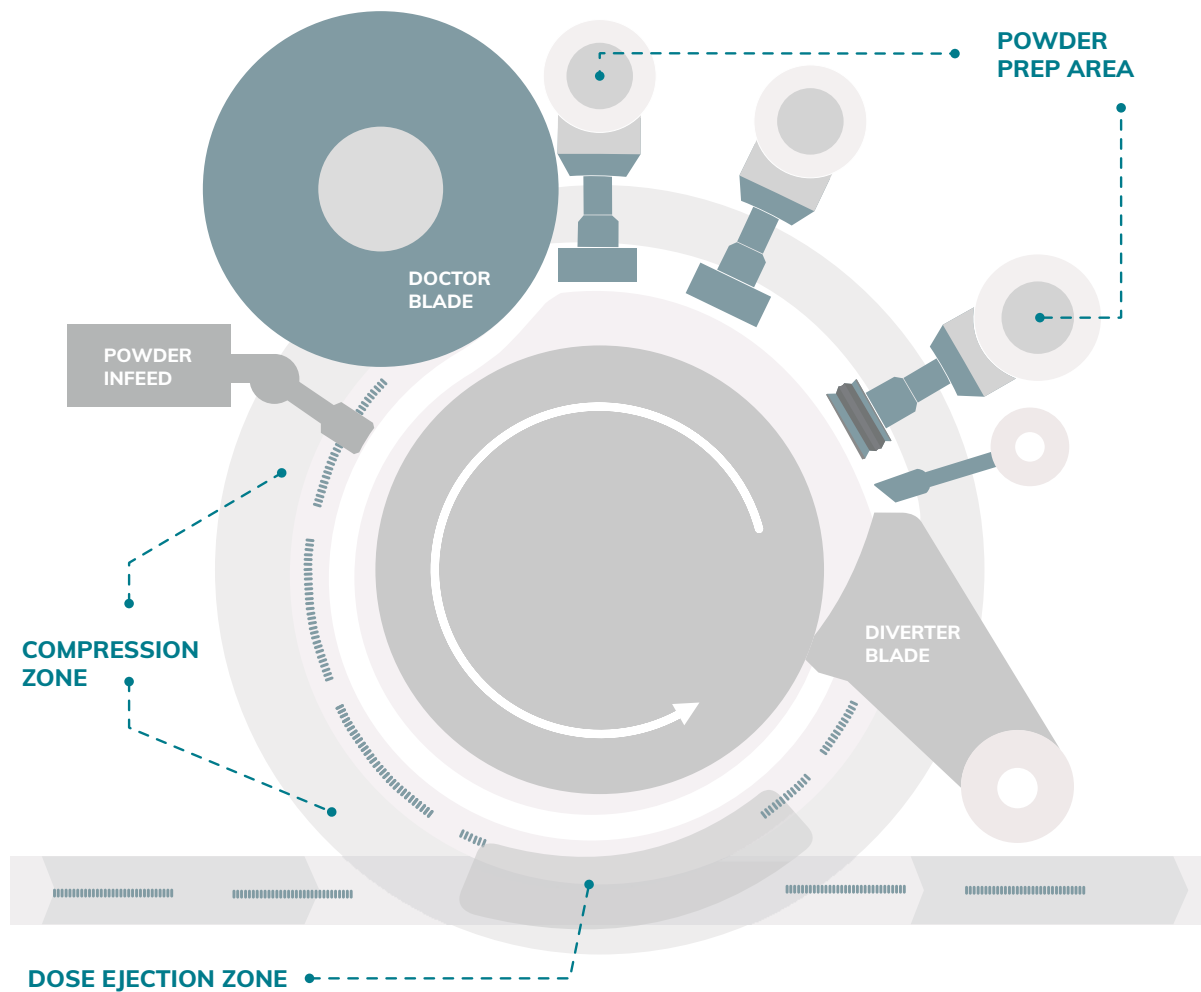 POWDER
PREP AREA
DOCTOR
BLADE
POWDER
INFEED
COMPRESSION
ZONE
DIVERTER
BLADE
DOSE EJECTION ZONE